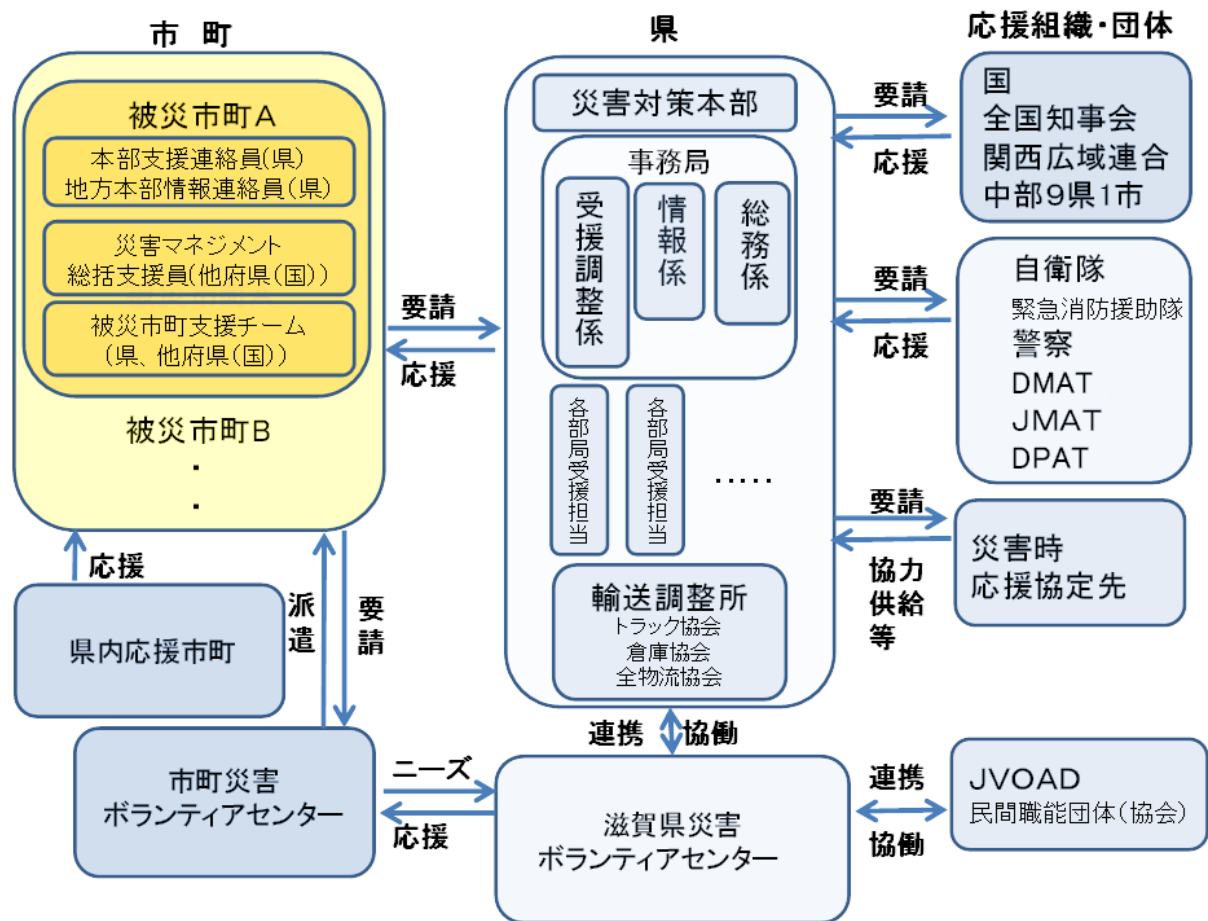 市 町
被災市町A
本部支援連絡員(県)
地方本部情報連絡員(県)
災害マネジメント
総括支援員(他府県(国))
被災市町支援チーム
(県、他府県(国))
被災市町B
・
・
要請
応援
応援
県内応援市町
派遣
要請
市町災害
ボランティアセンター
ニーズ
応援
県
災害対策本部
事務局
受援調整係
情報係
総務係
各部局受援担当
各部局受援担当
・・・・・
輸送調整所
トラック協会
倉庫協会
全物流協会
連携
協働
滋賀県災害
ボランティアセンター
応援組織・団体
要請
応援
国
全国知事会
関西広域連合
中部9県1市
要請
応援
自衛隊
緊急消防援助隊
警察
DMAT
JMAT
DPAT
要請
協力
供給
等
災害時
応援協定先
連携
協働
JVOAD
民間職能団体(協会)